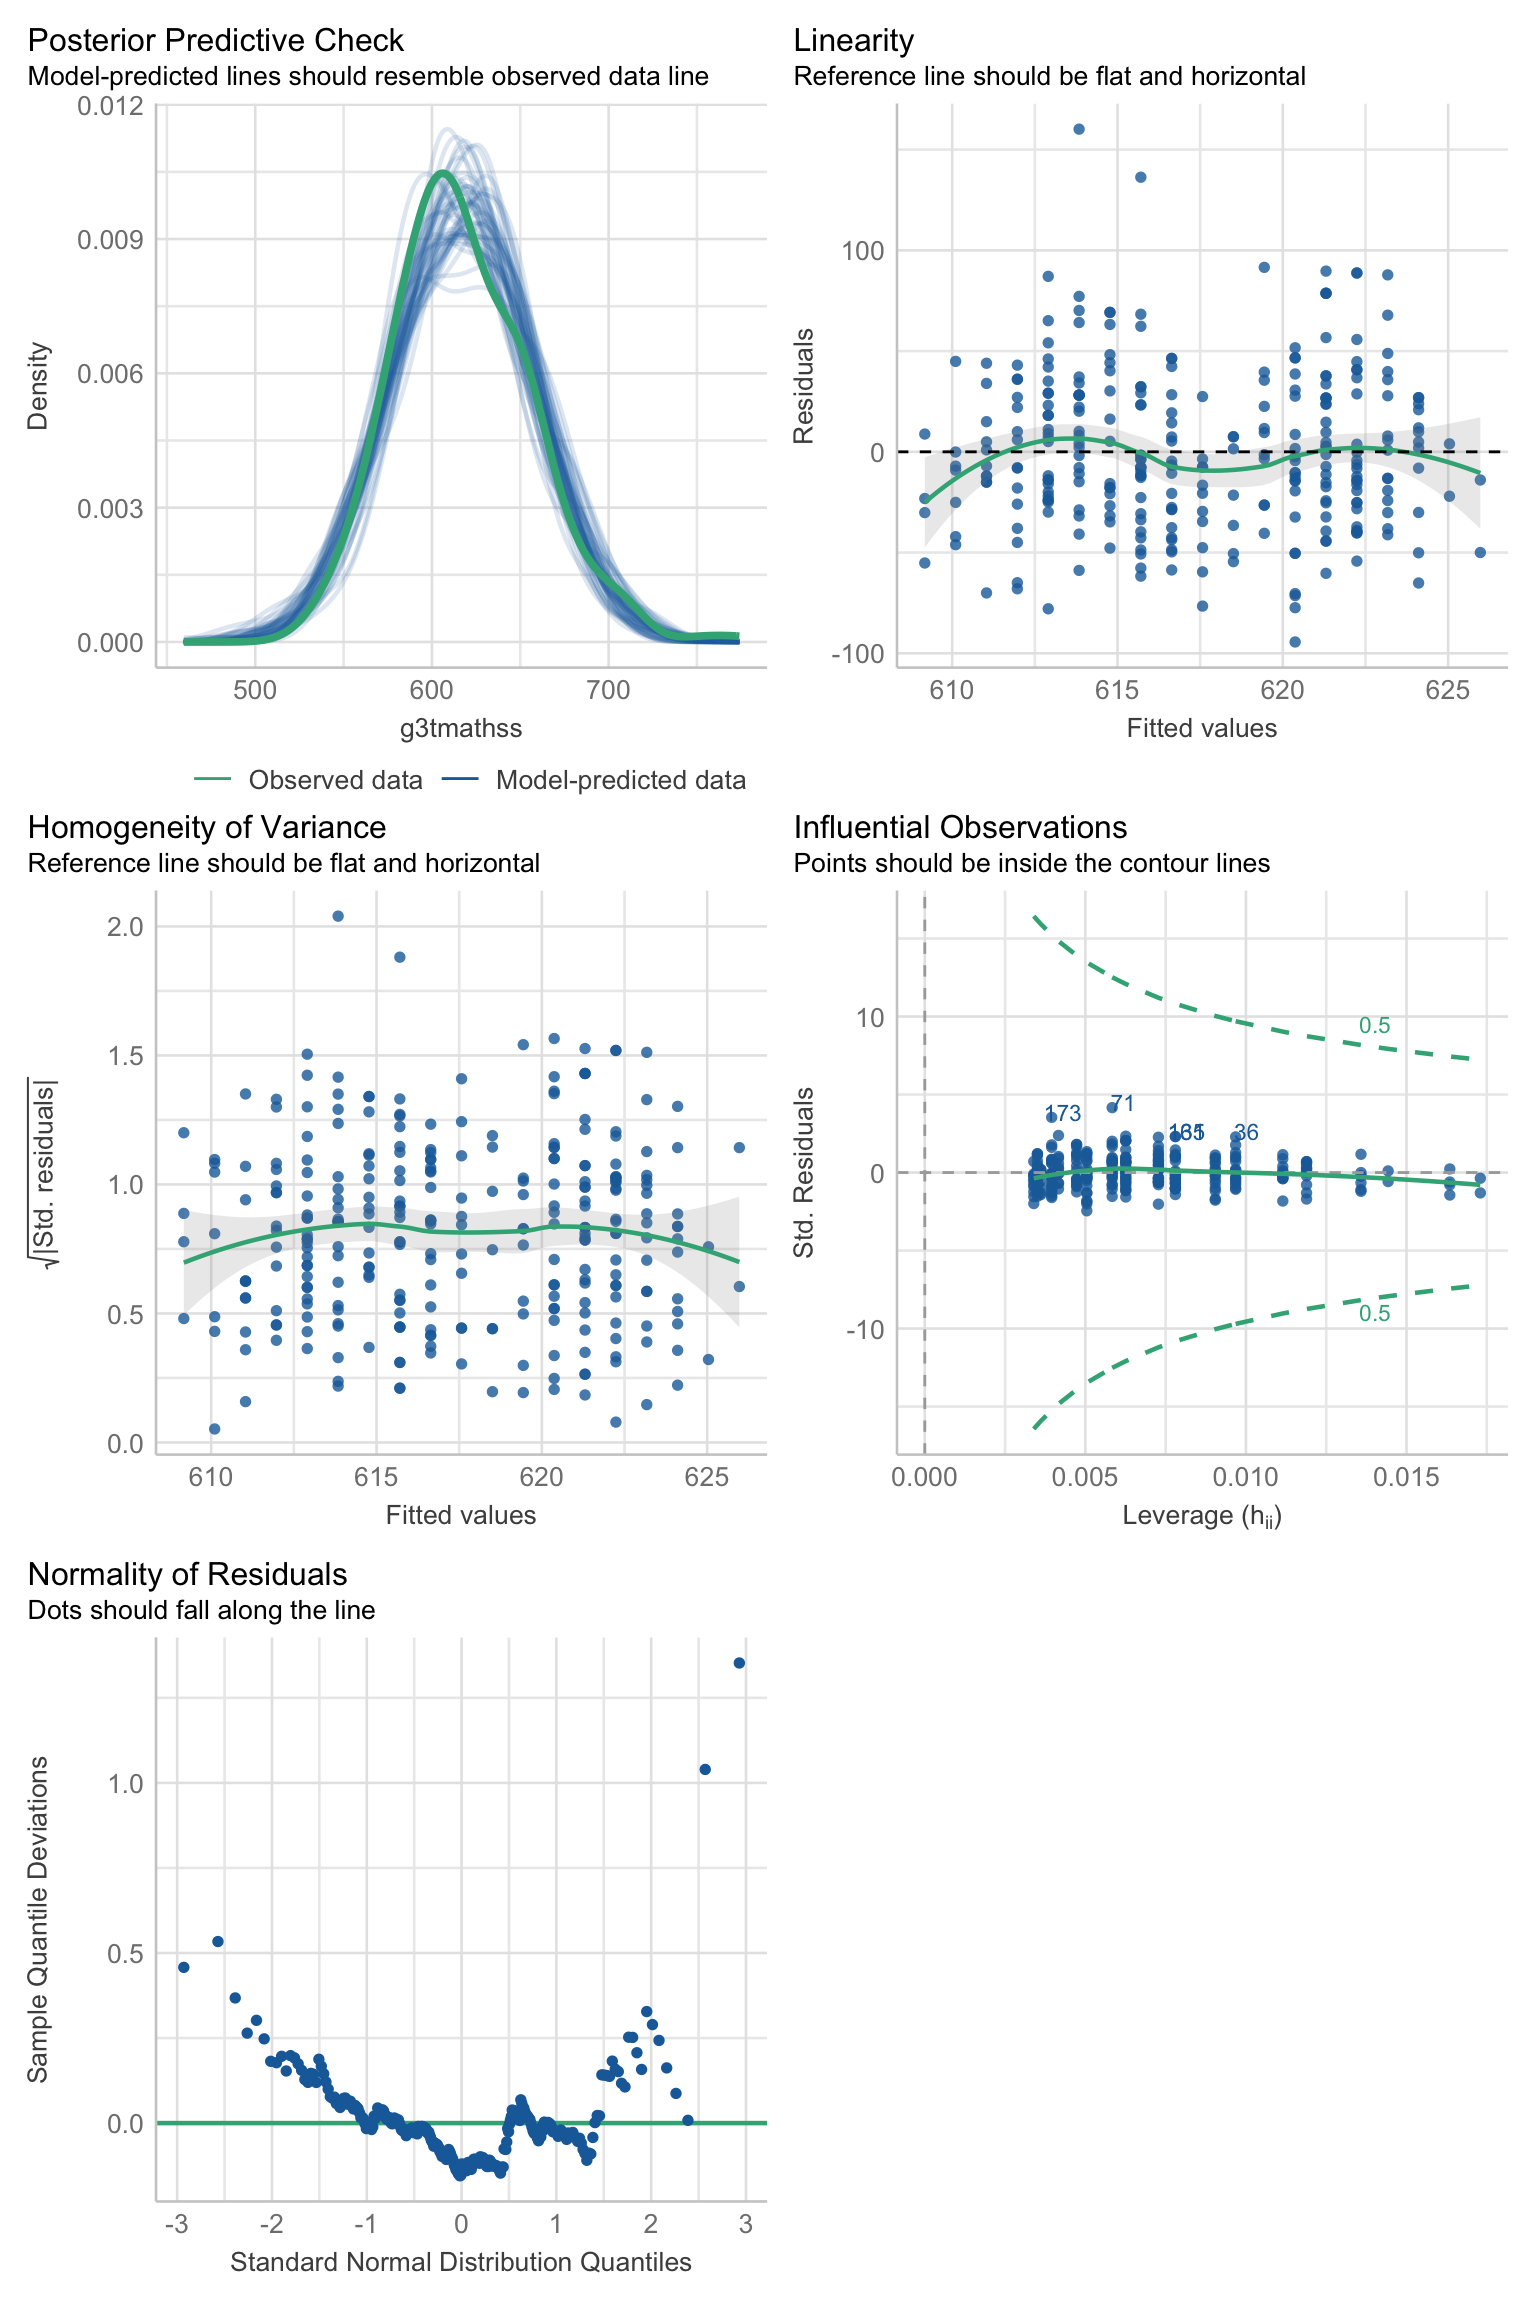 Posterior Predictive Check
Model-predicted lines should resemble observed data line
0.012
0.009
0.006
0.003
0.000
Density
500 600 700
g3tmathss
Observed data Model-predicted data
Linearity
Reference line should be flat and horizontal
100
0
-100
Residuals
610 615 620 625
Fitted values
Homogeneity of Variance
Reference line should be flat and horizontal
2.0
1.5
1.0
0.5
0.0
√|Std. residuals|
610 615 620 625
Fitted values
Influential Observations
Points should be inside the contour lines
10
0
-10
Std. Residuals
0.5
173
71
36
0.5
0.000 0.005 0.010 0.015
Leverage (hii)
Normality of Residuals
Dots should fall along the line
1.0
0.5
0.0
Sample Quantile Deviations
-3 -2 -1 0 1 2 3
Standard Normal Distribution Quantiles